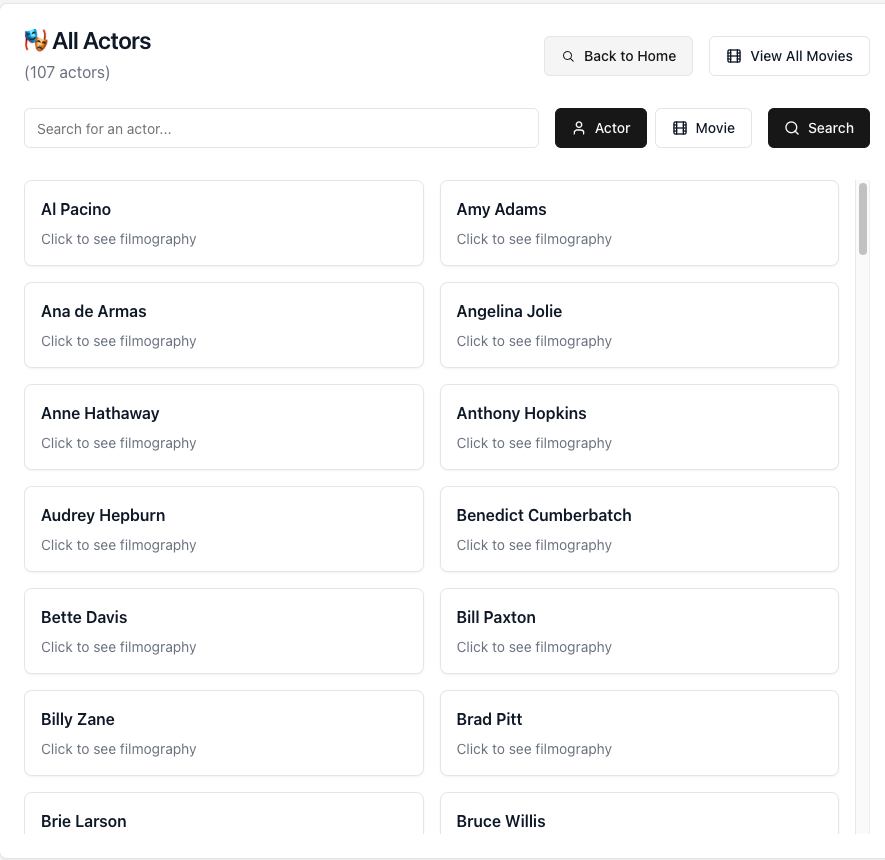 All Actors
(107 actors)
Back to Home
View All Movies
Search for an actor...
Actor
Movie
Search
Al Pacino
Click to see filmography
Amy Adams
Click to see filmography
Ana de Armas
Click to see filmography
Angelina Jolie
Click to see filmography
Anne Hathaway
Click to see filmography
Anthony Hopkins
Click to see filmography
Audrey Hepburn
Click to see filmography
Benedict Cumberbatch
Click to see filmography
Bette Davis
Click to see filmography
Bill Paxton
Click to see filmography
Billy Zane
Click to see filmography
Brad Pitt
Click to see filmography
Brie Larson
Bruce Willis